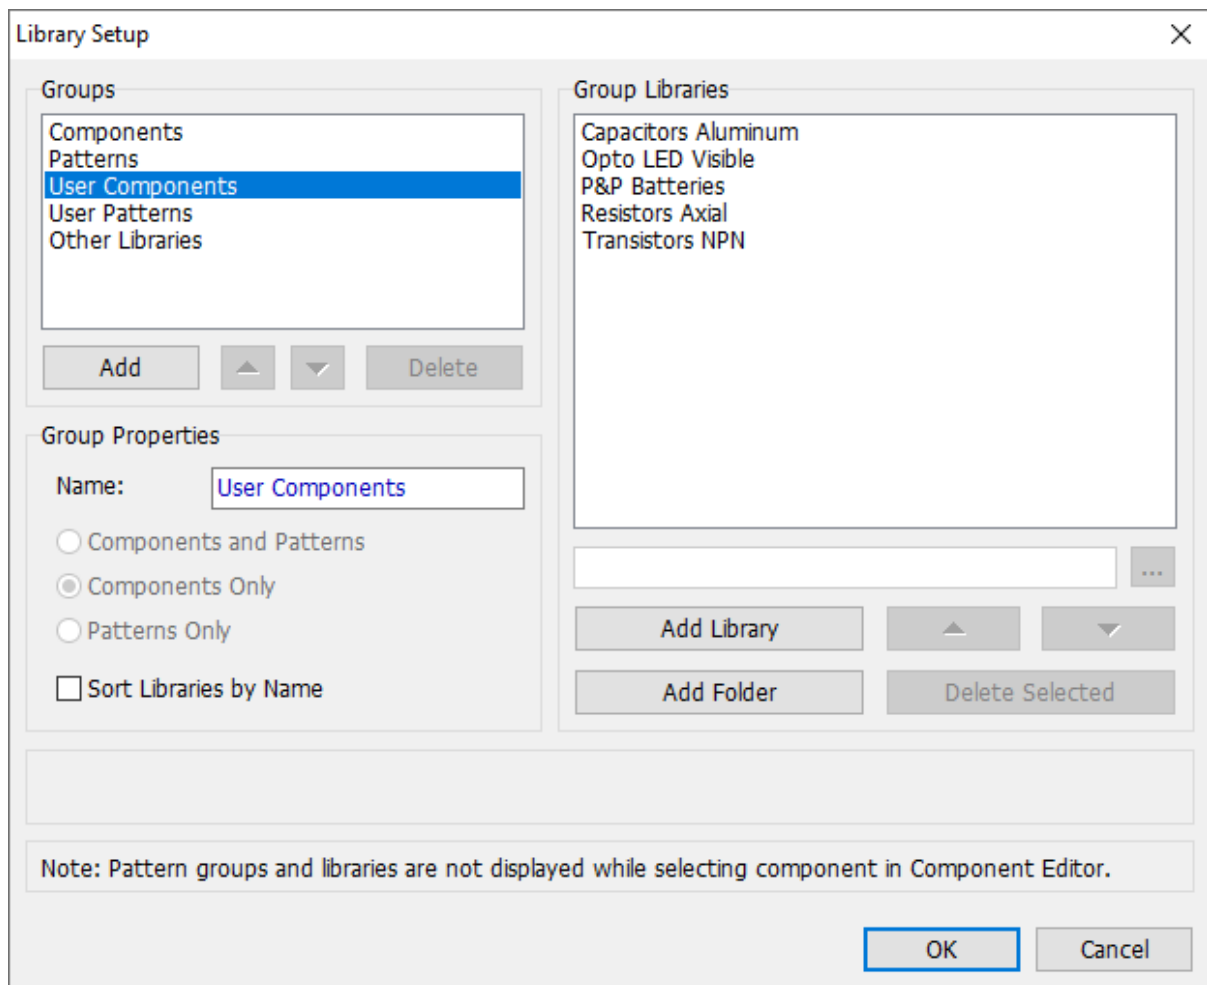 Library Setup
Groups
Components
Patterns
User Components
User Patterns
Other Libraries
Add
Delete
Group Properties
Name:
User Components
Components and Patterns
Components Only
Patterns Only
Sort Libraries by Name
Group Libraries
Capacitors Aluminum
Opto LED Visible
P&P Batteries
Resistors Axial
Transistors NPN
...
Add Library
Add Folder
Delete Selected
Note: Pattern groups and libraries are not displayed while selecting component in Component Editor.
OK
Cancel